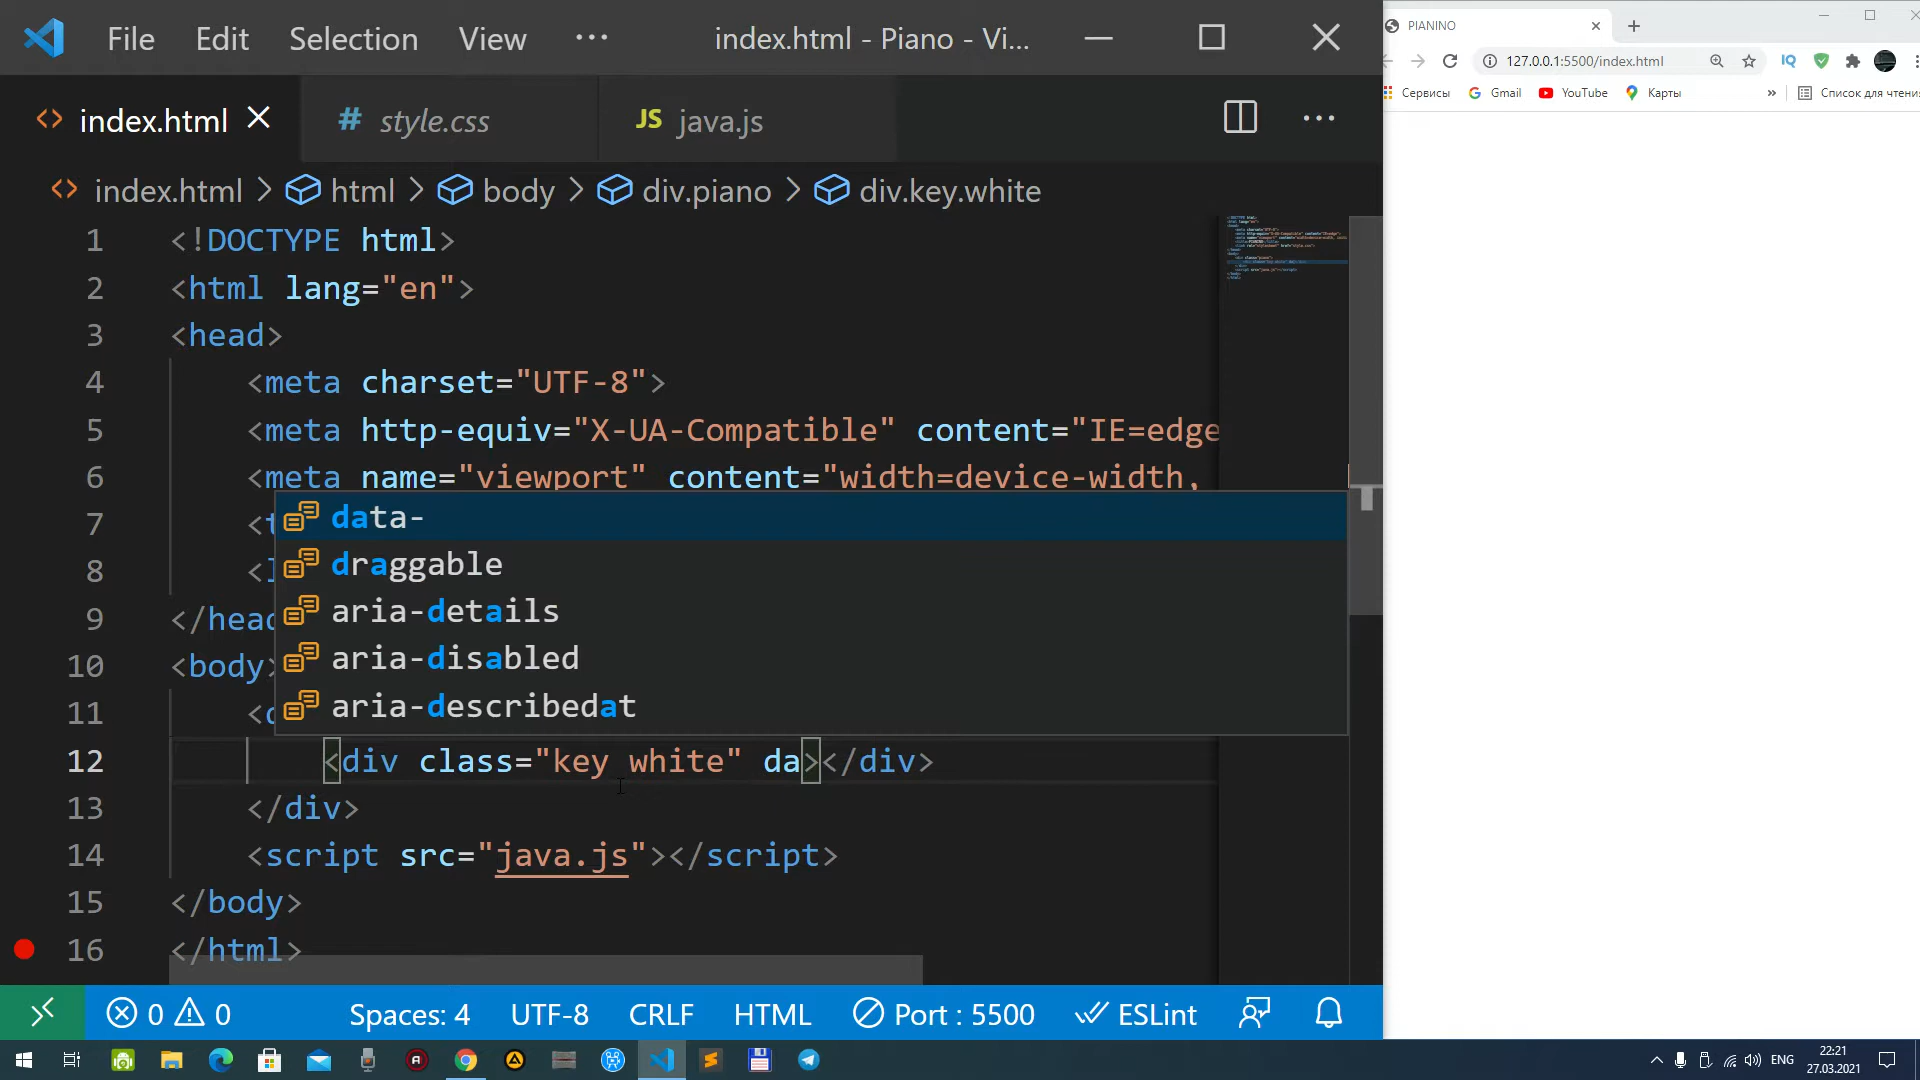 File Edit Selection View ··· index.html - Piano - Vi...
index.html style.css JS java.js
index.html > html > body > div.piano > div.key.white
1 <!DOCTYPE html>
2 <html lang="en">
3 <head>
4 <meta charset="UTF-8">
5 <meta http-equiv="X-UA-Compatible" content="IE=edge
6 <meta name="viewport" content="width=device-width,
7 <t
8 <l
9 </head
10 <body>
data-
draggable
aria-details
aria-disabled
aria-describedat
11 <d
12 <div class="key white" da></div>
13 </div>
14 <script src="java.js"></script>
15 </body>
16 </html>
0 0 Spaces: 4 UTF-8 CRLF HTML Port : 5500 ESLint
PIANINO
127.0.0.1:5500/index.html
Сервисы Gmail YouTube Карты » Список для чтения
ENG 22:21
27.03.2021